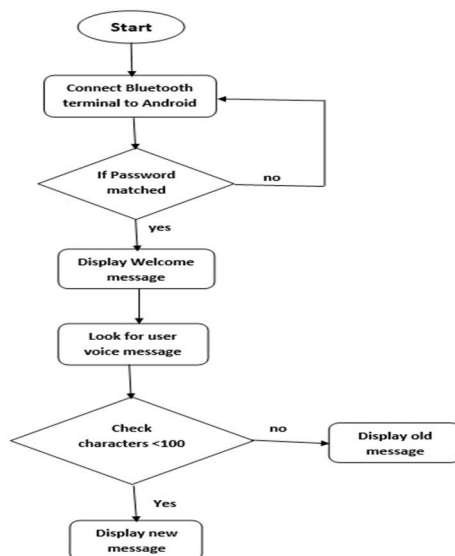 Start
Connect Bluetooth
terminal to Android
If Password
matched
no
yes
Display Welcome
message
Look for user
voice message
Check
characters <100
no
Display old
message
Yes
Display new
message